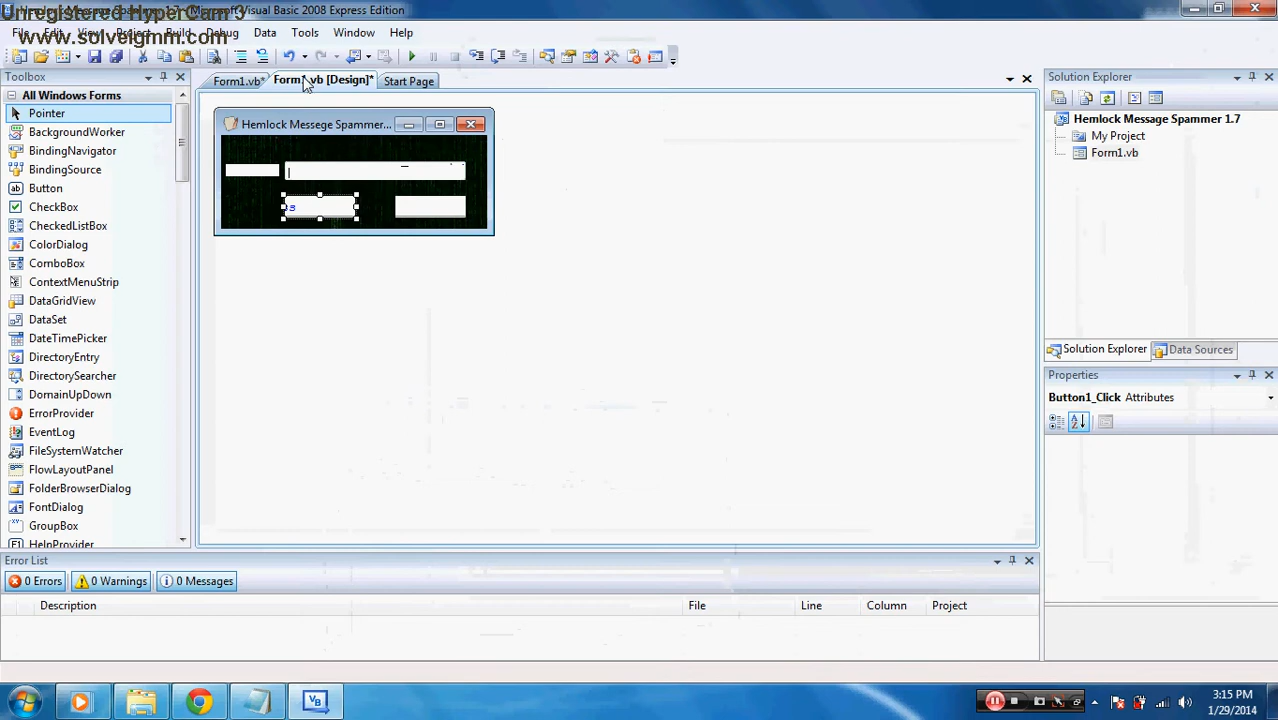 Hemlock Message Spammer 1.7 - Microsoft Visual Basic 2008 Express Edition
Unregistered HyperCam 3
File Edit View Project Build Debug Data Tools Window Help
www.solveigmm.com
Toolbox
Form1.vb* Form1.vb [Design]* Start Page
Solution Explorer
All Windows Forms
Pointer
BackgroundWorker
BindingNavigator
BindingSource
Button
CheckBox
CheckedListBox
ColorDialog
ComboBox
ContextMenuStrip
DataGridView
DataSet
DateTimePicker
DirectoryEntry
DirectorySearcher
DomainUpDown
ErrorProvider
EventLog
FileSystemWatcher
FlowLayoutPanel
FolderBrowserDialog
FontDialog
GroupBox
HelpProvider
Hemlock Messege Spammer...
Hemlock Message Spammer 1.7
My Project
Form1.vb
Solution Explorer Data Sources
Properties
Button1_Click Attributes
Error List
0 Errors 0 Warnings 0 Messages
Description File Line Column Project
3:15 PM
1/29/2014